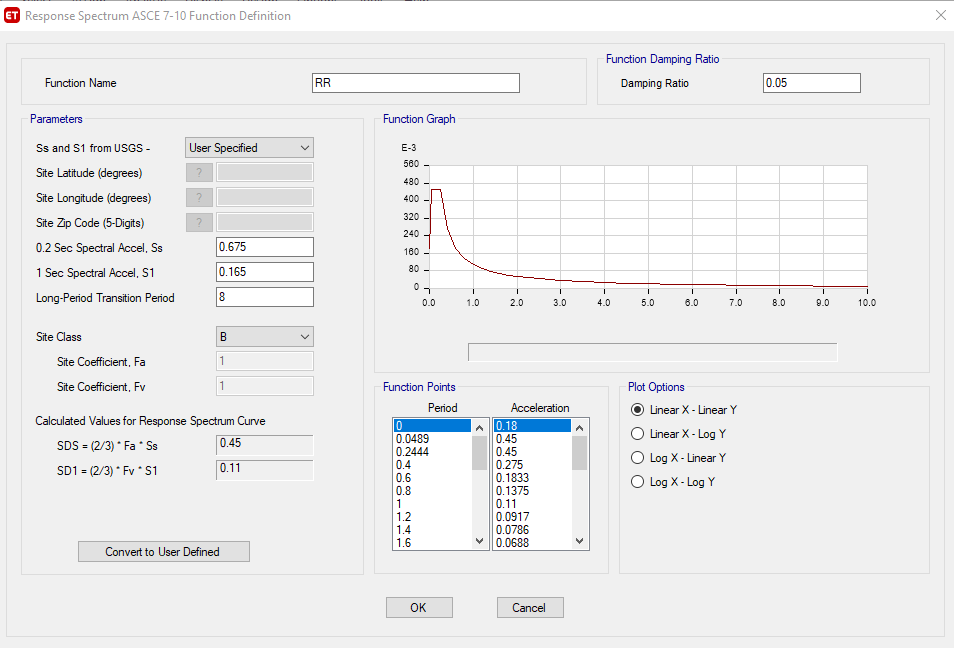 ET Response Spectrum ASCE 7-10 Function Definition
Function Name
RR
Function Damping Ratio
Damping Ratio
0.05
Parameters
Ss and S1 from USGS -
User Specified
Site Latitude (degrees)
?
Site Longitude (degrees)
?
Site Zip Code (5-Digits)
?
0.2 Sec Spectral Accel, Ss
0.675
1 Sec Spectral Accel, S1
0.165
Long-Period Transition Period
8
Site Class
B
Site Coefficient, Fa
1
Site Coefficient, Fv
1
Calculated Values for Response Spectrum Curve
SDS = (2/3) * Fa * Ss
0.45
SD1 = (2/3) * Fv * S1
0.11
Convert to User Defined
Function Graph
E-3
560
480
400
320
240
160
80
0
0.0 1.0 2.0 3.0 4.0 5.0 6.0 7.0 8.0 9.0 10.0
Function Points
Period Acceleration
0 0.18
0.0489 0.45
0.2444 0.45
0.4 0.275
0.6 0.1833
0.8 0.1375
1 0.11
1.2 0.0917
1.4 0.0786
1.6 0.0688
Plot Options
Linear X - Linear Y
Linear X - Log Y
Log X - Linear Y
Log X - Log Y
OK
Cancel